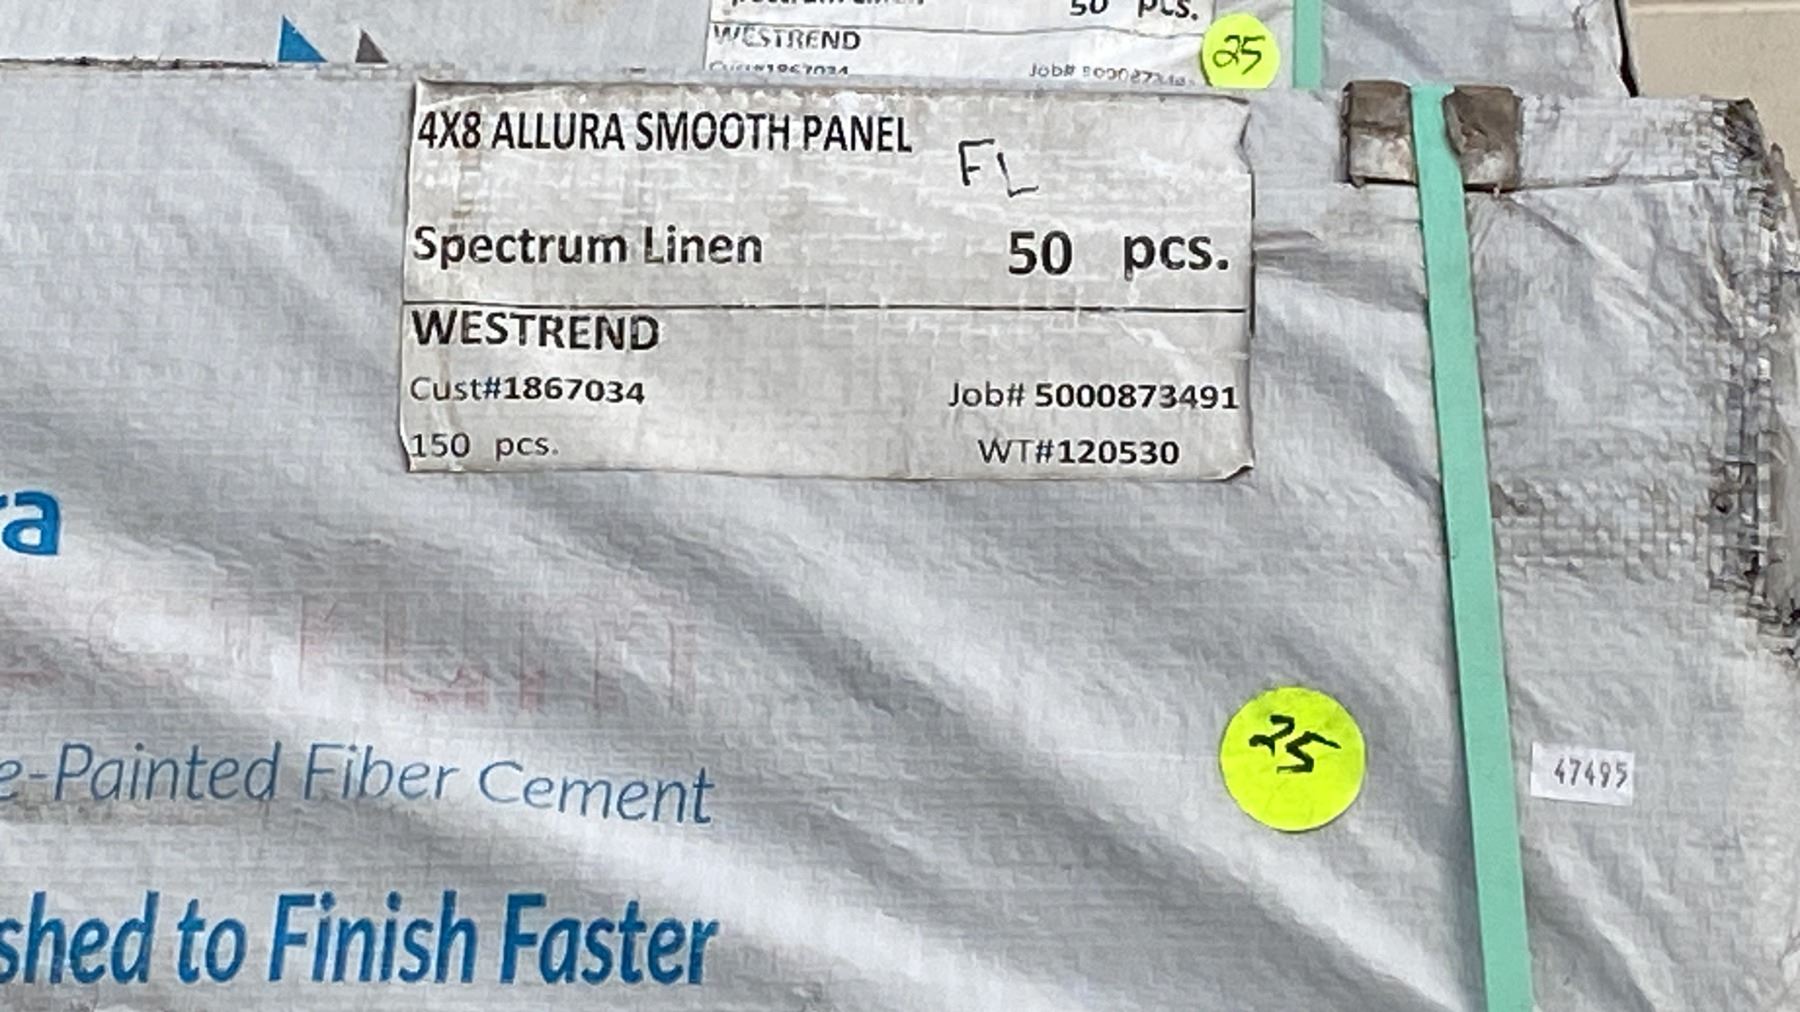 50 pcs.
WESTREND
25
4X8 ALLURA SMOOTH PANEL
FL
Spectrum Linen 50 pcs.
WESTREND
Cust#1867034 Job# 5000873491
150 pcs. WT#120530
25
47495
e-Painted Fiber Cement
shed to Finish Faster